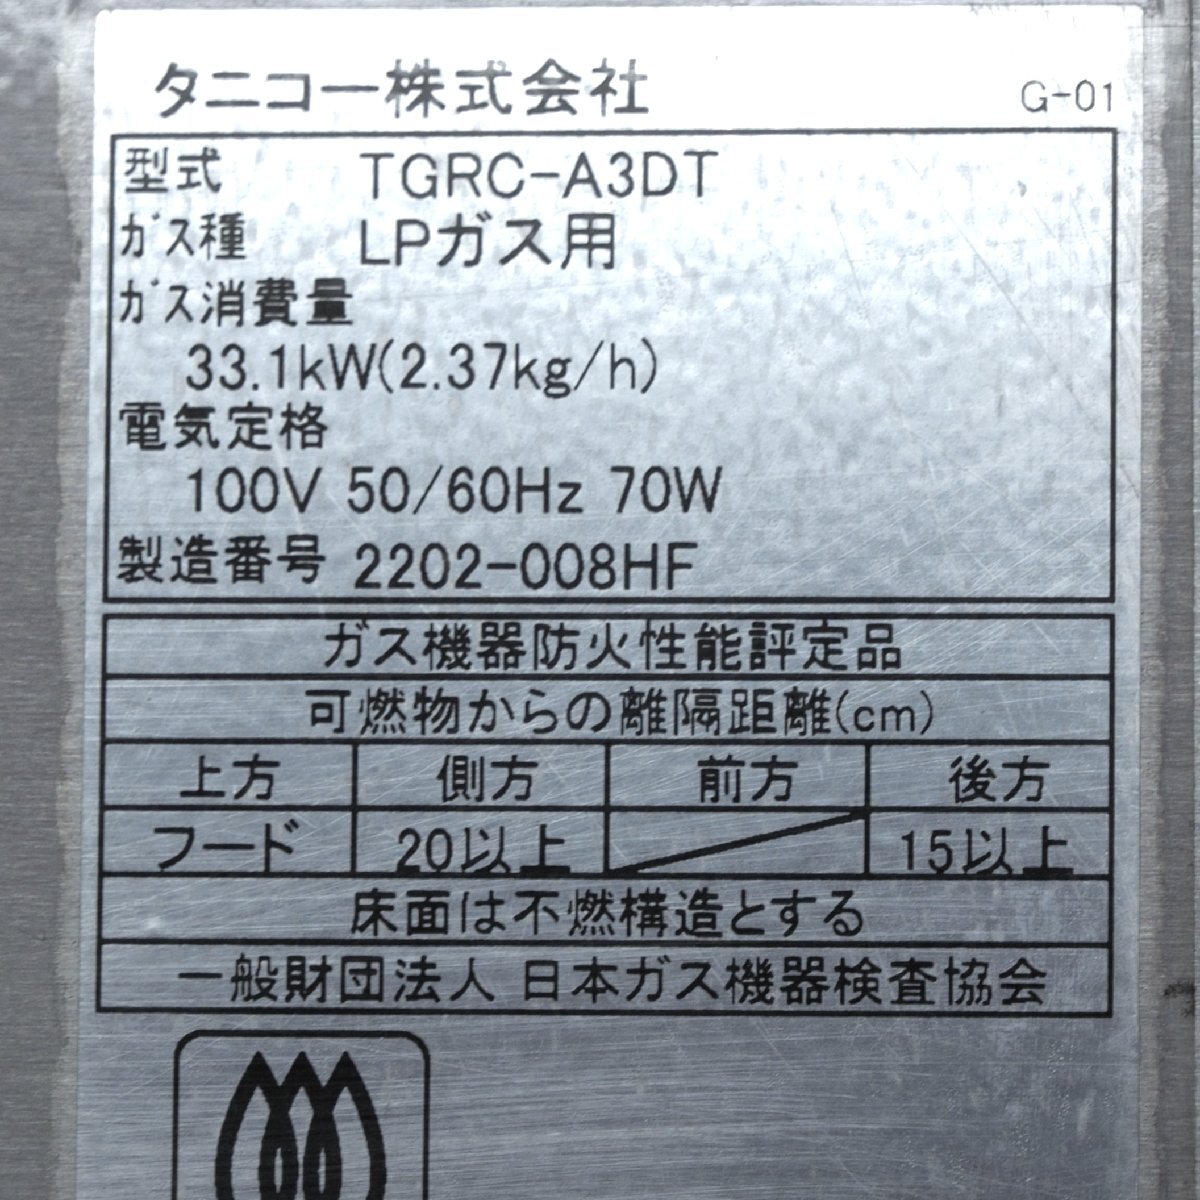 タニコー株式会社
G-01
型式 TGRC-A3DT
ガス種 LPガス用
ガス消費量
33.1kW(2.37kg/h)
電気定格
100V 50/60Hz 70W
製造番号 2202-008HF
ガス機器防火性能評定品
可燃物からの離隔距離(cm)
上方 側方 前方 後方
フード 20以上 15以上
床面は不燃構造とする
一般財団法人 日本ガス機器検査協会